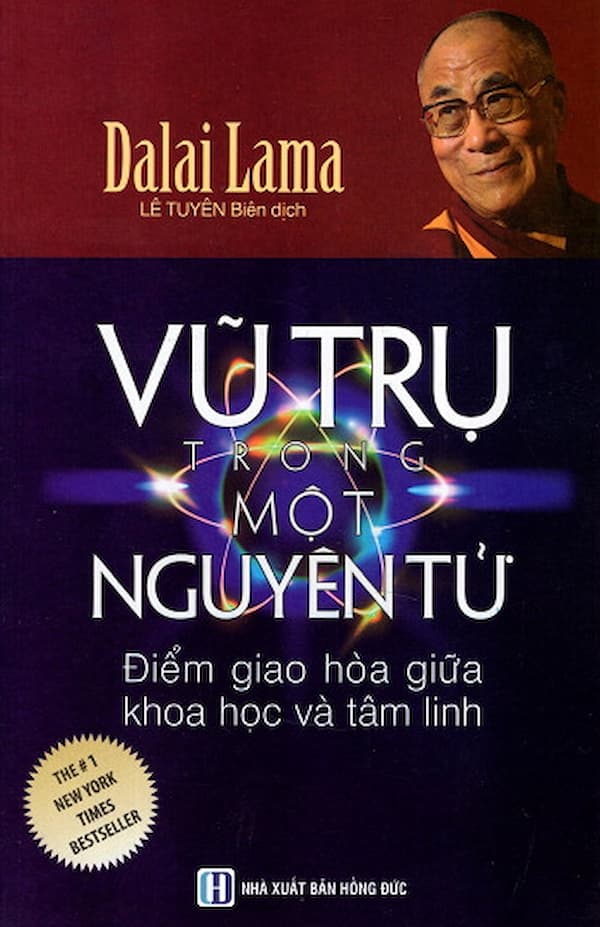 Dalai Lama
LÊ TUYÊN Biên dịch
VŨ TRỤ
TRONG
MỘT
NGUYÊN TỬ
Điểm giao hòa giữa
khoa học và tâm linh
THE #1
NEW YORK
TIMES
BESTSELLER
NHÀ XUẤT BẢN HỒNG ĐỨC